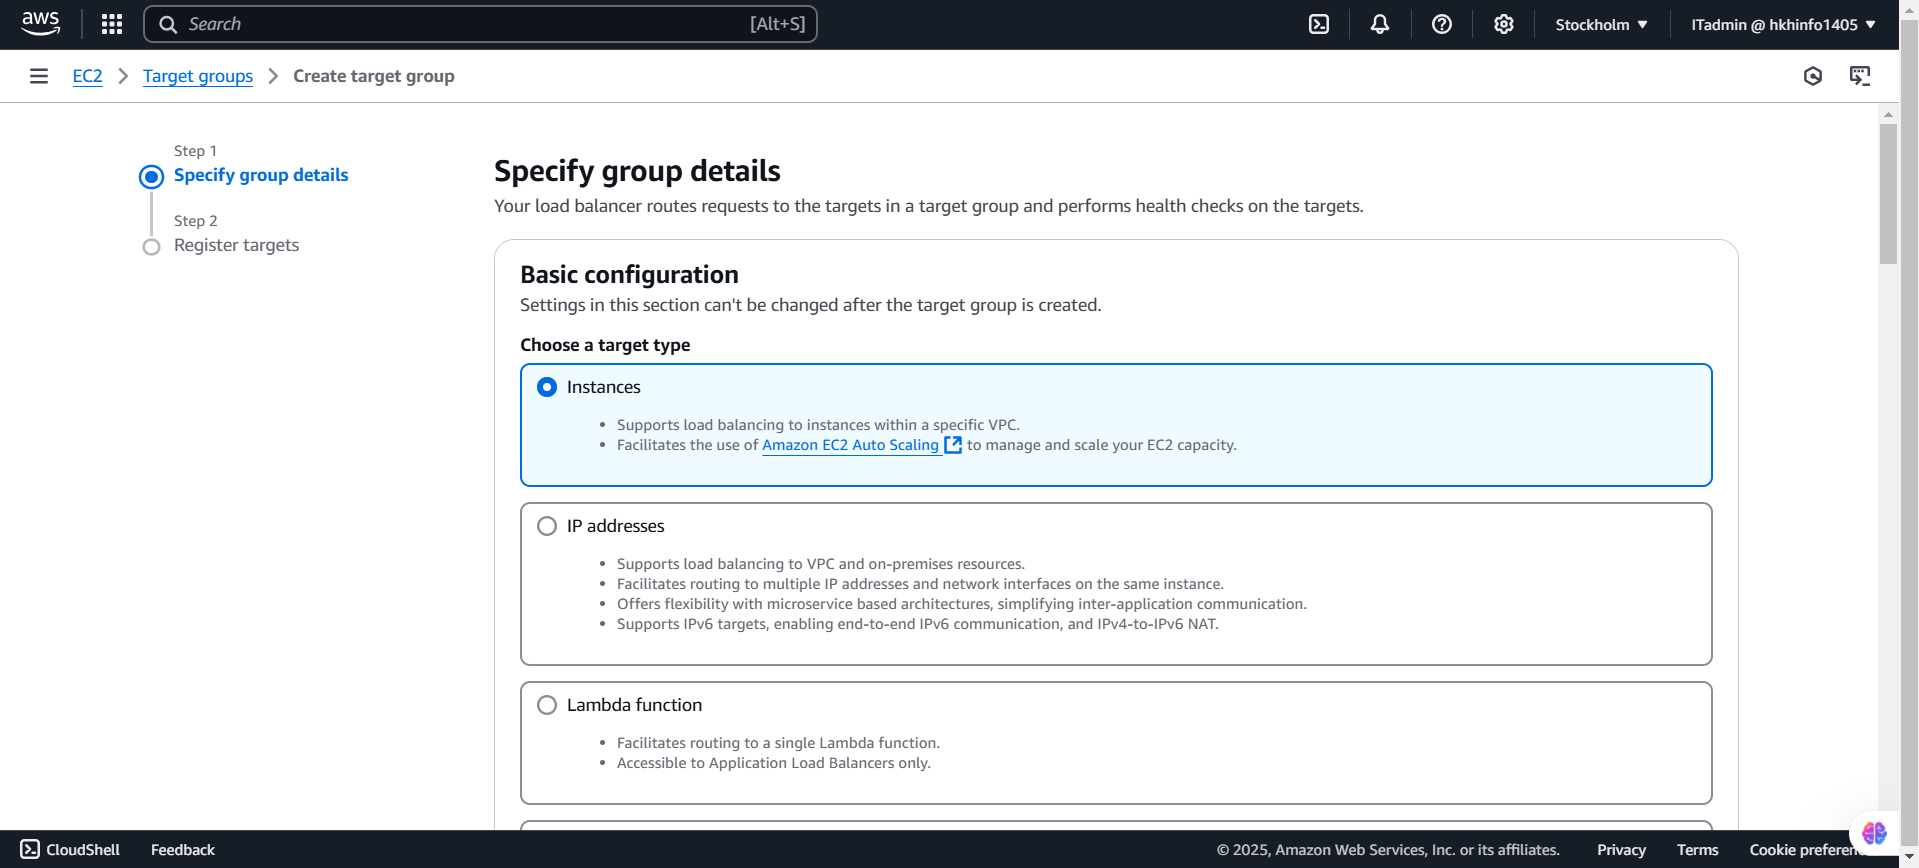 aws
Search [Alt+S]
Stockholm
ITadmin @ hkhinfo1405
EC2 Target groups Create target group
Step 1
Specify group details
Step 2
Register targets
Specify group details
Your load balancer routes requests to the targets in a target group and performs health checks on the targets.
Basic configuration
Settings in this section can't be changed after the target group is created.
Choose a target type
Instances
• Supports load balancing to instances within a specific VPC.
• Facilitates the use of Amazon EC2 Auto Scaling to manage and scale your EC2 capacity.
IP addresses
• Supports load balancing to VPC and on-premises resources.
• Facilitates routing to multiple IP addresses and network interfaces on the same instance.
• Offers flexibility with microservice based architectures, simplifying inter-application communication.
• Supports IPv6 targets, enabling end-to-end IPv6 communication, and IPv4-to-IPv6 NAT.
Lambda function
• Facilitates routing to a single Lambda function.
• Accessible to Application Load Balancers only.
CloudShell Feedback © 2025, Amazon Web Services, Inc. or its affiliates. Privacy Terms Cookie